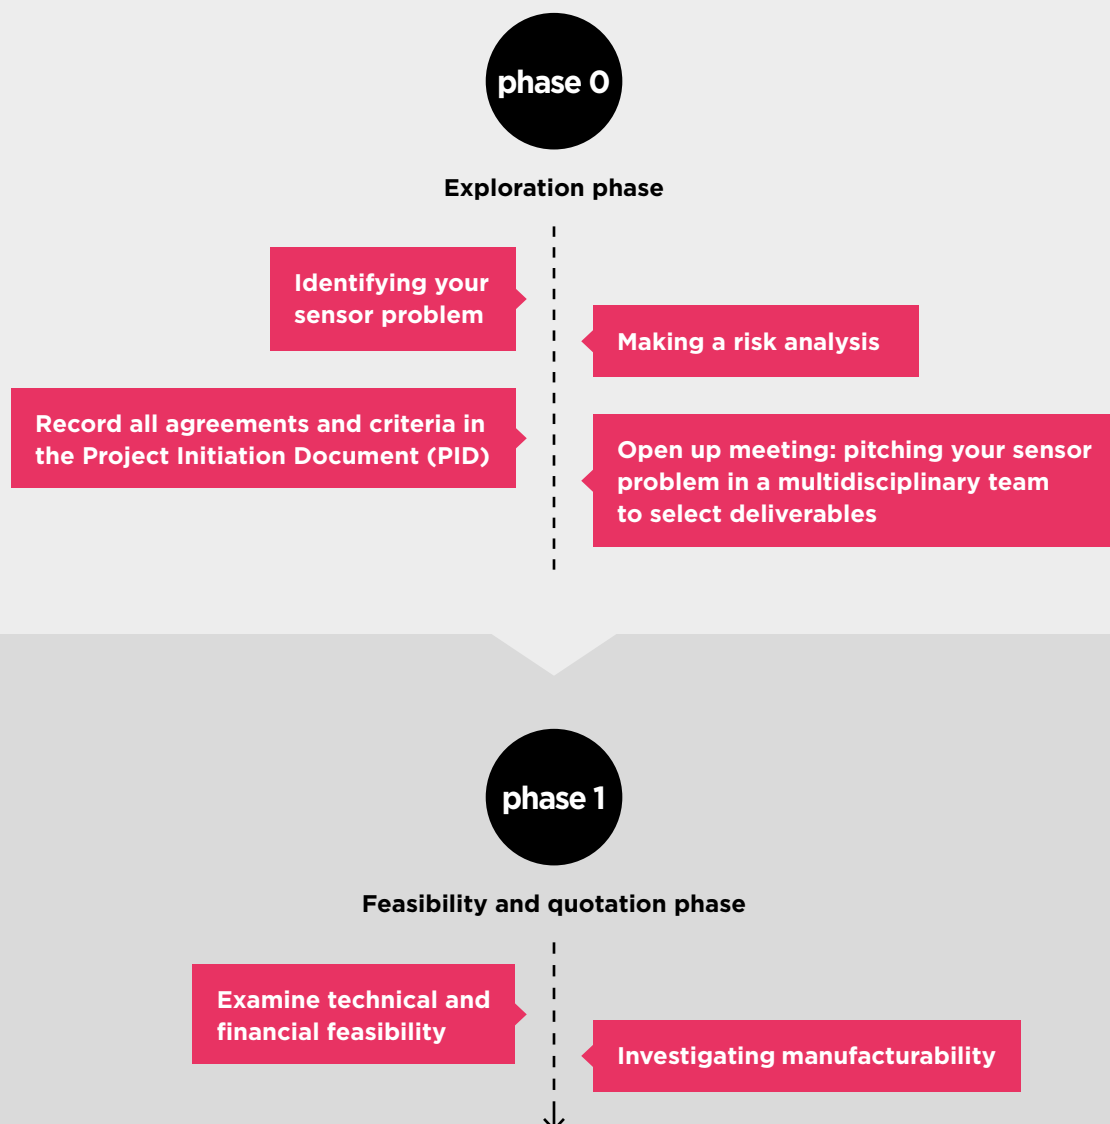 phase 0
Exploration phase
Identifying your
sensor problem
Making a risk analysis
Record all agreements and criteria in
the Project Initiation Document (PID)
Open up meeting: pitching your sensor
problem in a multidisciplinary team
to select deliverables
phase 1
Feasibility and quotation phase
Examine technical and
financial feasibility
Investigating manufacturability